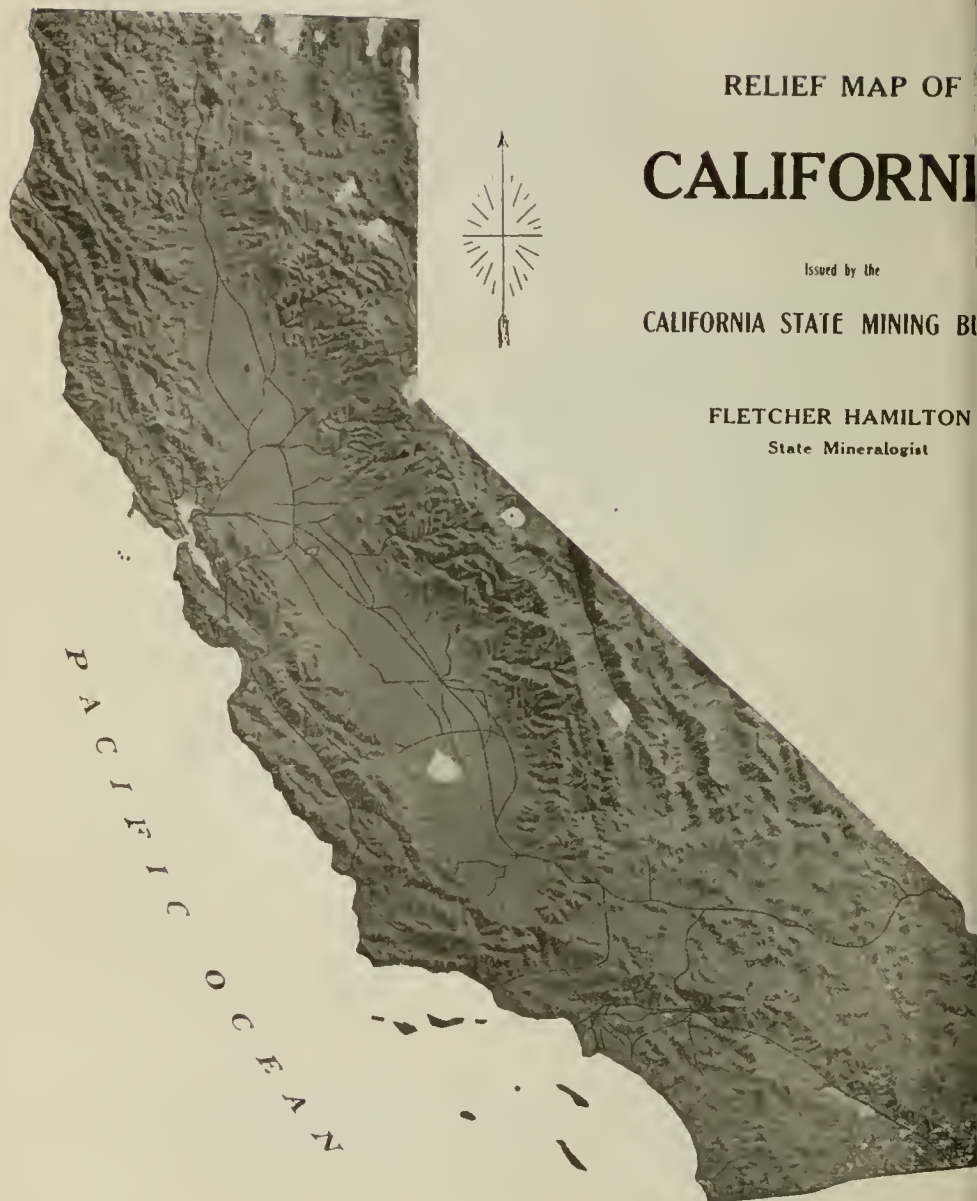 RELIEF MAP OF
CALIFORNI
Issued by the
CALIFORNIA STATE MINING BU
FLETCHER HAMILTON
State Mineralogist
PACIFIC OCEAN